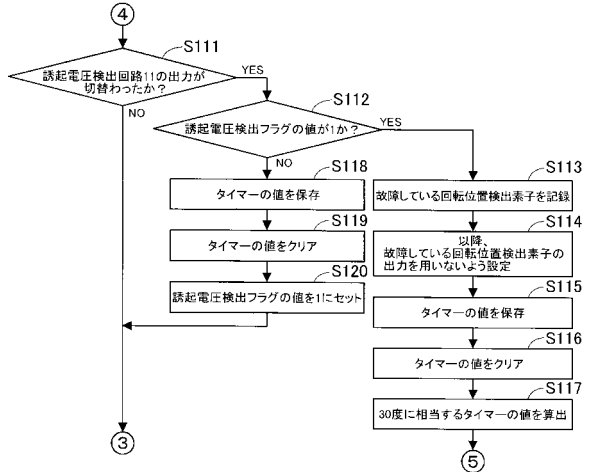 ④
S111
誘起電圧検出回路11の出力が
切替わったか？
YES
NO
S112
誘起電圧検出フラグの値が1か？
YES
NO
S118
タイマーの値を保存
S119
タイマーの値をクリア
S120
誘起電圧検出フラグの値を1にセット
③
S113
故障している回転位置検出素子を記録
S114
以降、
故障している回転位置検出素子の
出力を用いないよう設定
S115
タイマーの値を保存
S116
タイマーの値をクリア
S117
30度に相当するタイマーの値を算出
⑤